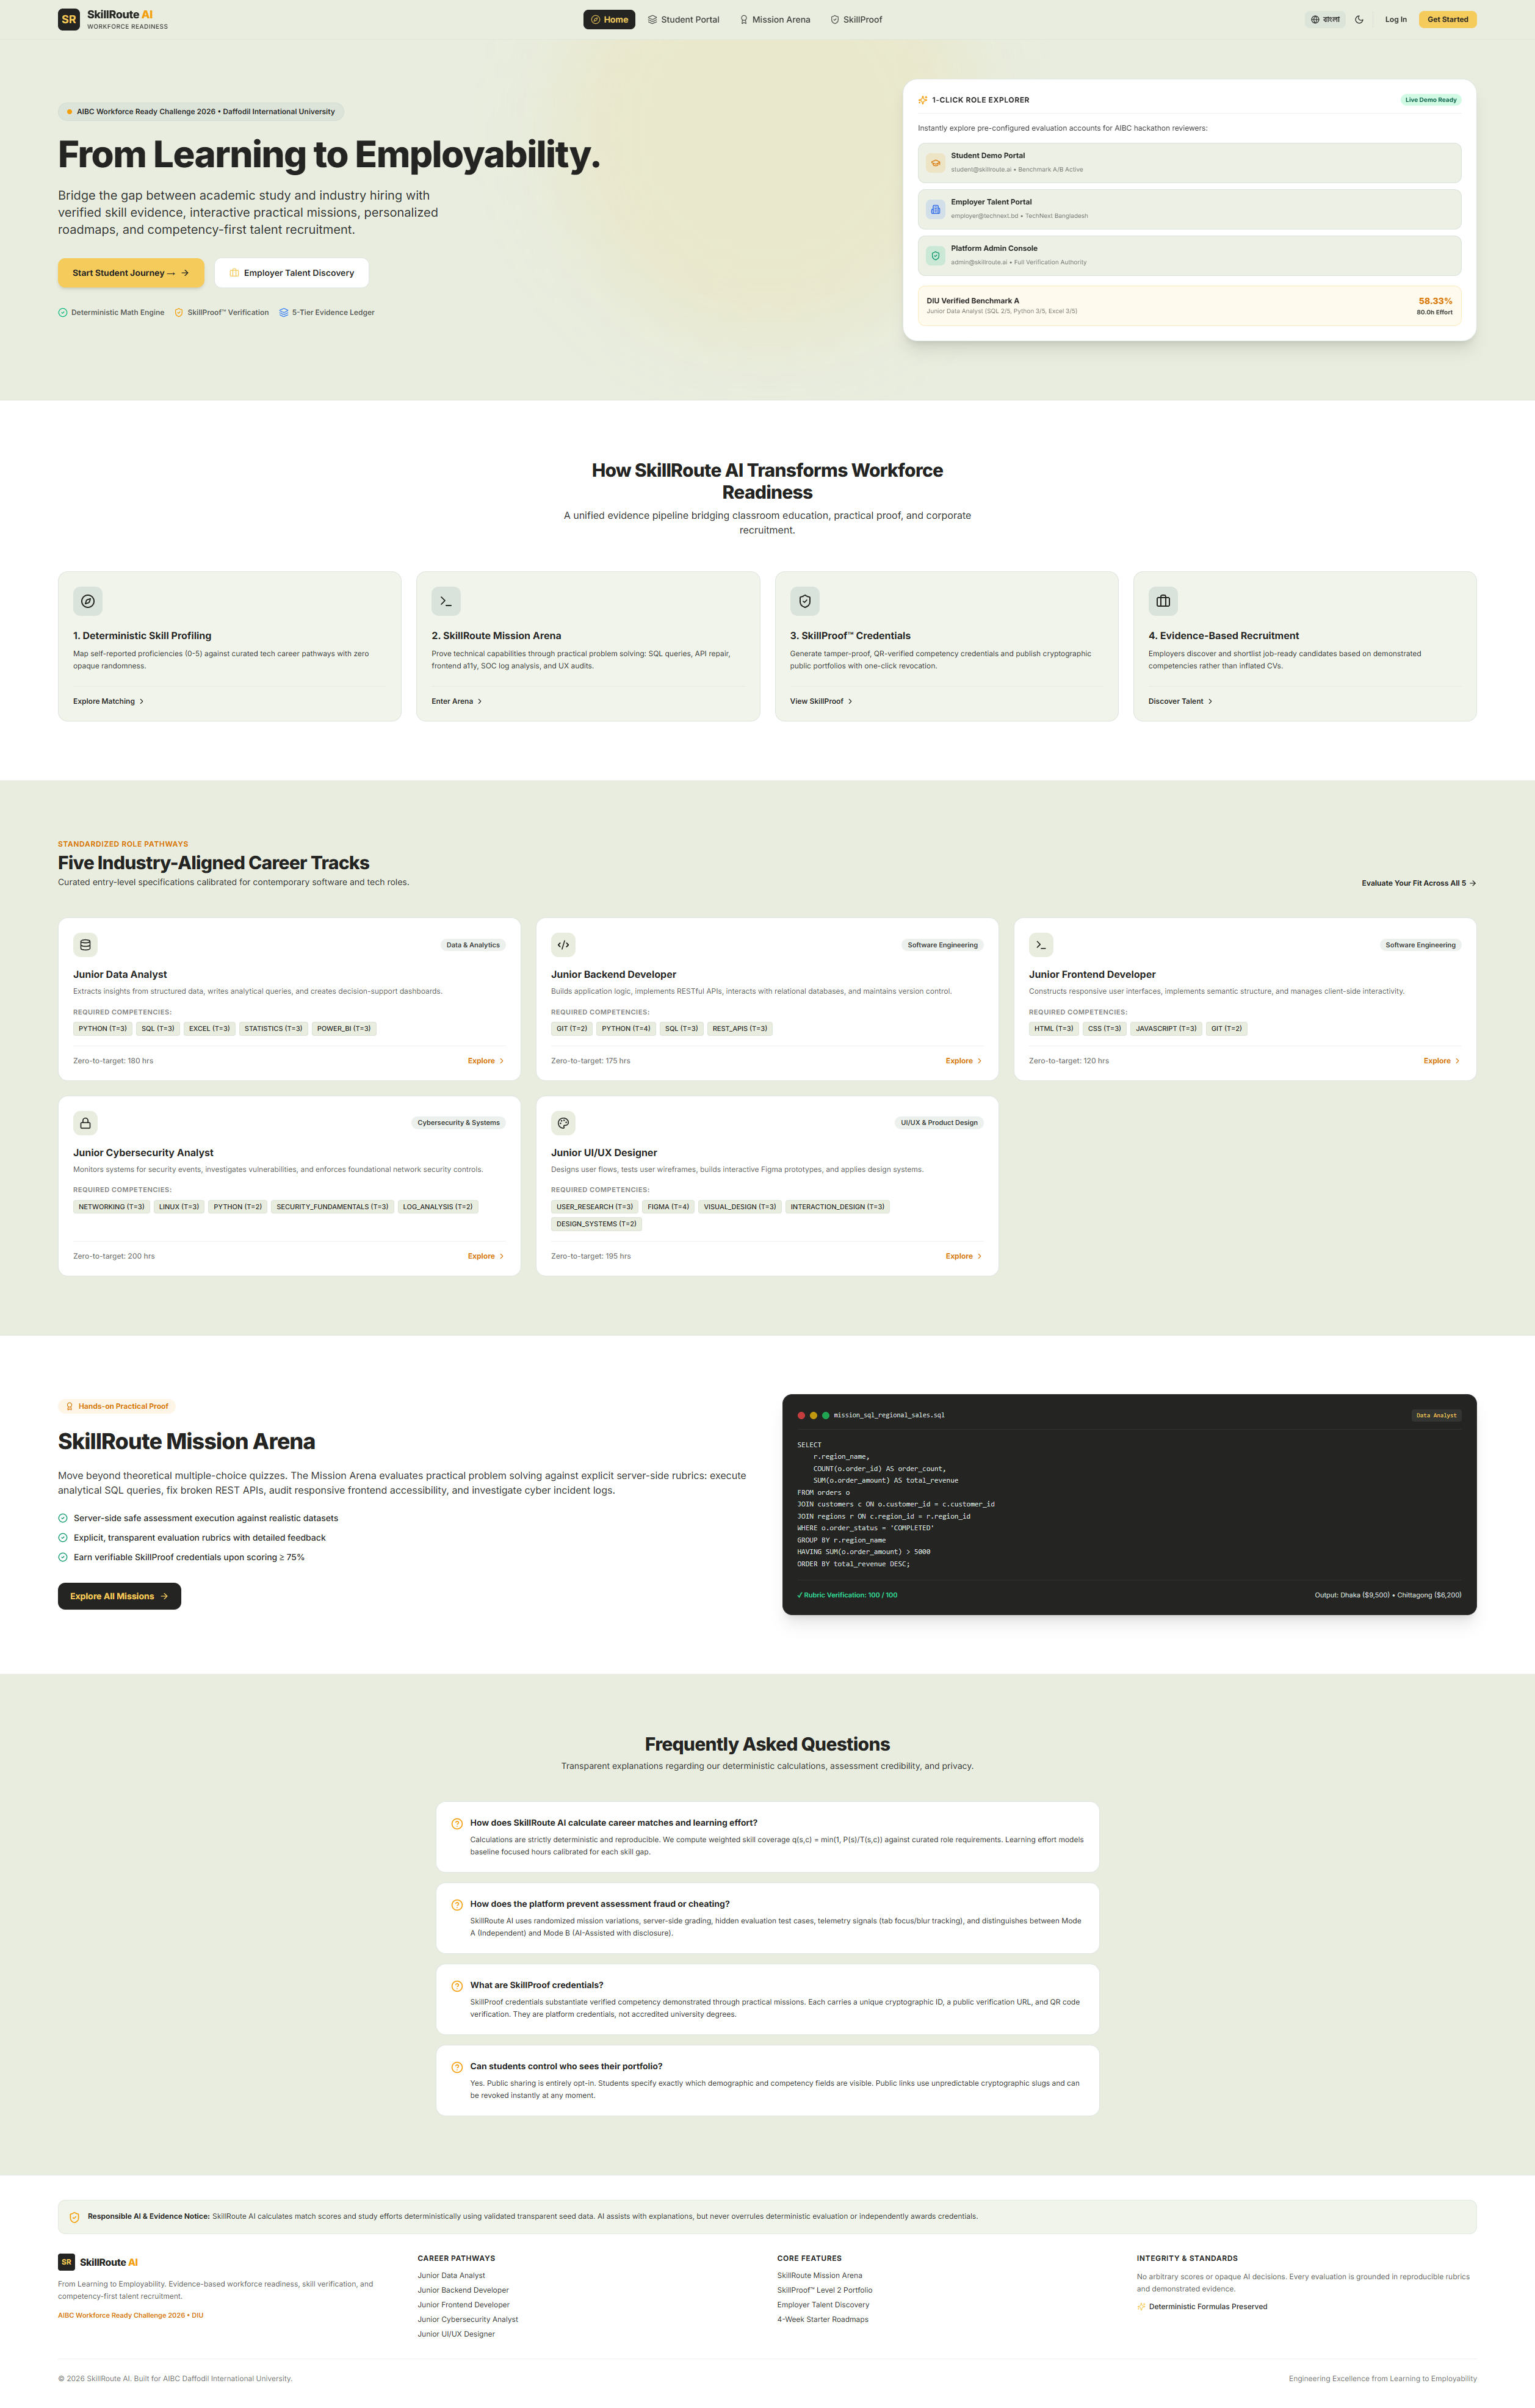 SR
SkillRoute AI
WORKFORCE READINESS
Home
Student Portal
Mission Arena
SkillProof
বাংলা
Log In
Get Started
AIBC Workforce Ready Challenge 2026 • Daffodil International University
From Learning to Employability.
Bridge the gap between academic study and industry hiring with
verified skill evidence, interactive practical missions, personalized
roadmaps, and competency-first talent recruitment.
Start Student Journey → →
Employer Talent Discovery
Deterministic Math Engine
SkillProof™ Verification
5-Tier Evidence Ledger
1-CLICK ROLE EXPLORER
Live Demo Ready
Instantly explore pre-configured evaluation accounts for AIBC hackathon reviewers:
Student Demo Portal
student@skillroute.ai • Benchmark A/B Active
Employer Talent Portal
employer@technext.bd • TechNext Bangladesh
Platform Admin Console
admin@skillroute.ai • Full Verification Authority
DIU Verified Benchmark A
Junior Data Analyst (SQL 2/5, Python 3/5, Excel 3/5)
58.33%
80.0h Effort
How SkillRoute AI Transforms Workforce
Readiness
A unified evidence pipeline bridging classroom education, practical proof, and corporate
recruitment.
1. Deterministic Skill Profiling
Map self-reported proficiencies (0-5) against curated tech career pathways with zero
opaque randomness.
Explore Matching
2. SkillRoute Mission Arena
Prove technical capabilities through practical problem solving: SQL queries, API repair,
frontend a11y, SOC log analysis, and UX audits.
Enter Arena
3. SkillProof™ Credentials
Generate tamper-proof, QR-verified competency credentials and publish cryptographic
public portfolios with one-click revocation.
View SkillProof
4. Evidence-Based Recruitment
Employers discover and shortlist job-ready candidates based on demonstrated
competencies rather than inflated CVs.
Discover Talent
STANDARDIZED ROLE PATHWAYS
Five Industry-Aligned Career Tracks
Curated entry-level specifications calibrated for contemporary software and tech roles.
Evaluate Your Fit Across All 5 →
Data & Analytics
Junior Data Analyst
Extracts insights from structured data, writes analytical queries, and creates decision-support dashboards.
REQUIRED COMPETENCIES:
PYTHON (T=3) SQL (T=3) EXCEL (T=3) STATISTICS (T=3) POWER_BI (T=3)
Zero-to-target: 180 hrs
Explore
Software Engineering
Junior Backend Developer
Builds application logic, implements RESTful APIs, interacts with relational databases, and maintains version control.
REQUIRED COMPETENCIES:
GIT (T=2) PYTHON (T=4) SQL (T=3) REST_APIS (T=3)
Zero-to-target: 175 hrs
Explore
Software Engineering
Junior Frontend Developer
Constructs responsive user interfaces, implements semantic structure, and manages client-side interactivity.
REQUIRED COMPETENCIES:
HTML (T=3) CSS (T=3) JAVASCRIPT (T=3) GIT (T=2)
Zero-to-target: 120 hrs
Explore
Cybersecurity & Systems
Junior Cybersecurity Analyst
Monitors systems for security events, investigates vulnerabilities, and enforces foundational network security controls.
REQUIRED COMPETENCIES:
NETWORKING (T=3) LINUX (T=3) PYTHON (T=2) SECURITY_FUNDAMENTALS (T=3) LOG_ANALYSIS (T=2)
Zero-to-target: 200 hrs
Explore
UI/UX & Product Design
Junior UI/UX Designer
Designs user flows, tests user wireframes, builds interactive Figma prototypes, and applies design systems.
REQUIRED COMPETENCIES:
USER_RESEARCH (T=3) FIGMA (T=4) VISUAL_DESIGN (T=3) INTERACTION_DESIGN (T=3)
DESIGN_SYSTEMS (T=2)
Zero-to-target: 195 hrs
Explore
Hands-on Practical Proof
SkillRoute Mission Arena
Move beyond theoretical multiple-choice quizzes. The Mission Arena evaluates practical problem solving against explicit server-side rubrics: execute
analytical SQL queries, fix broken REST APIs, audit responsive frontend accessibility, and investigate cyber incident logs.
Server-side safe assessment execution against realistic datasets
Explicit, transparent evaluation rubrics with detailed feedback
Earn verifiable SkillProof credentials upon scoring ≥ 75%
Explore All Missions →
mission_sql_regional_sales.sql
Data Analyst
SELECT
r.region_name,
COUNT(o.order_id) AS order_count,
SUM(o.order_amount) AS total_revenue
FROM orders o
JOIN customers c ON o.customer_id = c.customer_id
JOIN regions r ON c.region_id = r.region_id
WHERE o.order_status = 'COMPLETED'
GROUP BY r.region_name
HAVING SUM(o.order_amount) > 5000
ORDER BY total_revenue DESC;
✓ Rubric Verification: 100 / 100
Output: Dhaka ($9,500) • Chittagong ($6,200)
Frequently Asked Questions
Transparent explanations regarding our deterministic calculations, assessment credibility, and privacy.
How does SkillRoute AI calculate career matches and learning effort?
Calculations are strictly deterministic and reproducible. We compute weighted skill coverage q(s,c) = min(1, P(s)/T(s,c)) against curated role requirements. Learning effort models
baseline focused hours calibrated for each skill gap.
How does the platform prevent assessment fraud or cheating?
SkillRoute AI uses randomized mission variations, server-side grading, hidden evaluation test cases, telemetry signals (tab focus/blur tracking), and distinguishes between Mode
A (Independent) and Mode B (AI-Assisted with disclosure).
What are SkillProof credentials?
SkillProof credentials substantiate verified competency demonstrated through practical missions. Each carries a unique cryptographic ID, a public verification URL, and QR code
verification. They are platform credentials, not accredited university degrees.
Can students control who sees their portfolio?
Yes. Public sharing is entirely opt-in. Students specify exactly which demographic and competency fields are visible. Public links use unpredictable cryptographic slugs and can
be revoked instantly at any moment.
Responsible AI & Evidence Notice: SkillRoute AI calculates match scores and study efforts deterministically using validated transparent seed data. AI assists with explanations, but never overrules deterministic evaluation or independently awards credentials.
SR
SkillRoute AI
From Learning to Employability. Evidence-based workforce readiness, skill verification, and
competency-first talent recruitment.
AIBC Workforce Ready Challenge 2026 • DIU
CAREER PATHWAYS
Junior Data Analyst
Junior Backend Developer
Junior Frontend Developer
Junior Cybersecurity Analyst
Junior UI/UX Designer
CORE FEATURES
SkillRoute Mission Arena
SkillProof™ Level 2 Portfolio
Employer Talent Discovery
4-Week Starter Roadmaps
INTEGRITY & STANDARDS
No arbitrary scores or opaque AI decisions. Every evaluation is grounded in reproducible rubrics
and demonstrated evidence.
Deterministic Formulas Preserved
© 2026 SkillRoute AI. Built for AIBC Daffodil International University.
Engineering Excellence from Learning to Employability